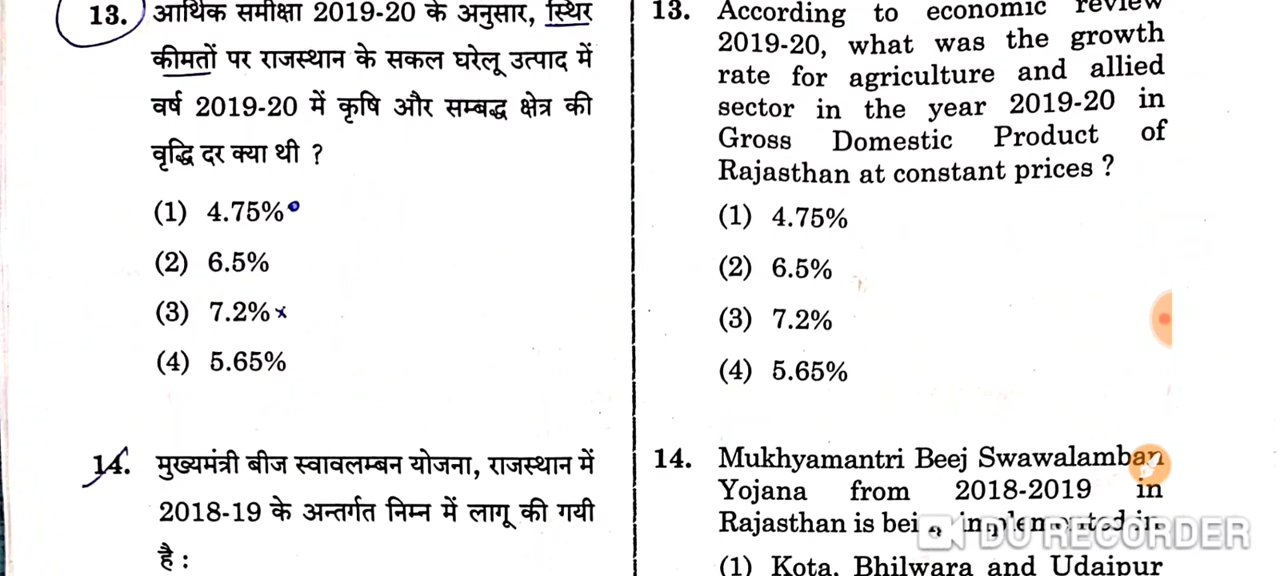 13. आर्थिक समीक्षा 2019-20 के अनुसार, स्थिर
कीमतों पर राजस्थान के सकल घरेलू उत्पाद में
वर्ष 2019-20 में कृषि और सम्बद्ध क्षेत्र की
वृद्धि दर क्या थी ?
(1) 4.75%
(2) 6.5%
(3) 7.2%
(4) 5.65%
14. मुख्यमंत्री बीज स्वावलम्बन योजना, राजस्थान में
2018-19 के अन्तर्गत निम्न में लागू की गयी
है :
13. According to economic review
2019-20, what was the growth
rate for agriculture and allied
sector in the year 2019-20 in
Gross Domestic Product of
Rajasthan at constant prices ?
(1) 4.75%
(2) 6.5%
(3) 7.2%
(4) 5.65%
14. Mukhyamantri Beej Swawalamban
Yojana from 2018-2019 in
Rajasthan is being implemented in
(1) Kota, Bhilwara and Udaipur
DU RECORDER